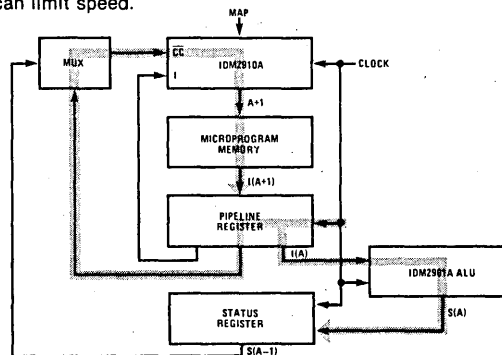 can limit speed.
MAP
MUX
CC
I
IDM2910A
CLOCK
A+1
MICROPROGRAM
MEMORY
I(A+1)
PIPELINE
REGISTER
I(A)
IDM2901A ALU
STATUS
REGISTER
S(A)
S(A−1)